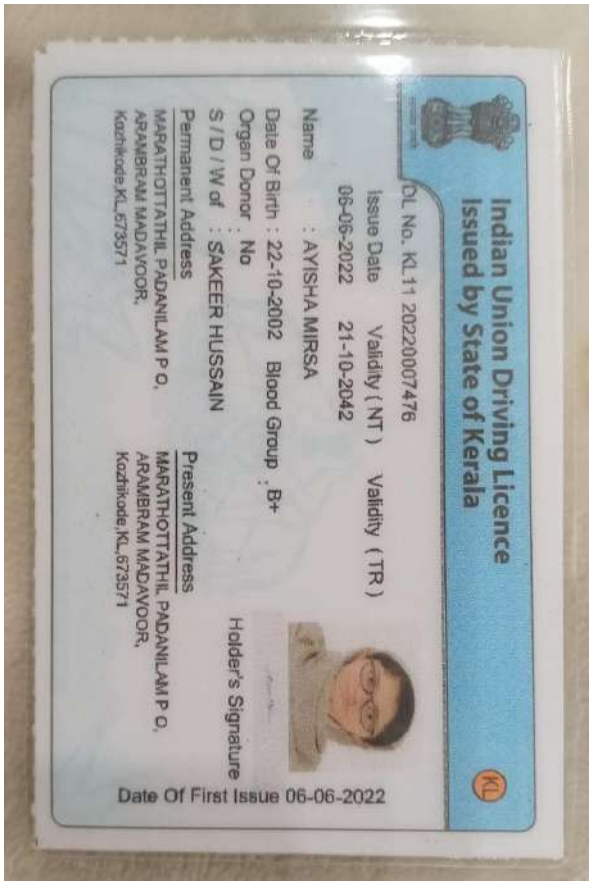 Indian Union Driving Licence
Issued by State of Kerala
KL
DL No. KL11 20220007476
Issue Date Validity ( NT ) Validity ( TR )
06-06-2022 21-10-2042
Name : AYISHA MIRSA
Date Of Birth : 22-10-2002 Blood Group : B+
Organ Donor : No
S / D / W of : SAKEER HUSSAIN
Holder's Signature
Permanent Address
MARATHOTTATHIL PADANILAM P O,
ARAMBRAM MADAVOOR,
Kozhikode,KL,673571
Present Address
MARATHOTTATHIL PADANILAM P O,
ARAMBRAM MADAVOOR,
Kozhikode,KL,673571
Date Of First Issue 06-06-2022